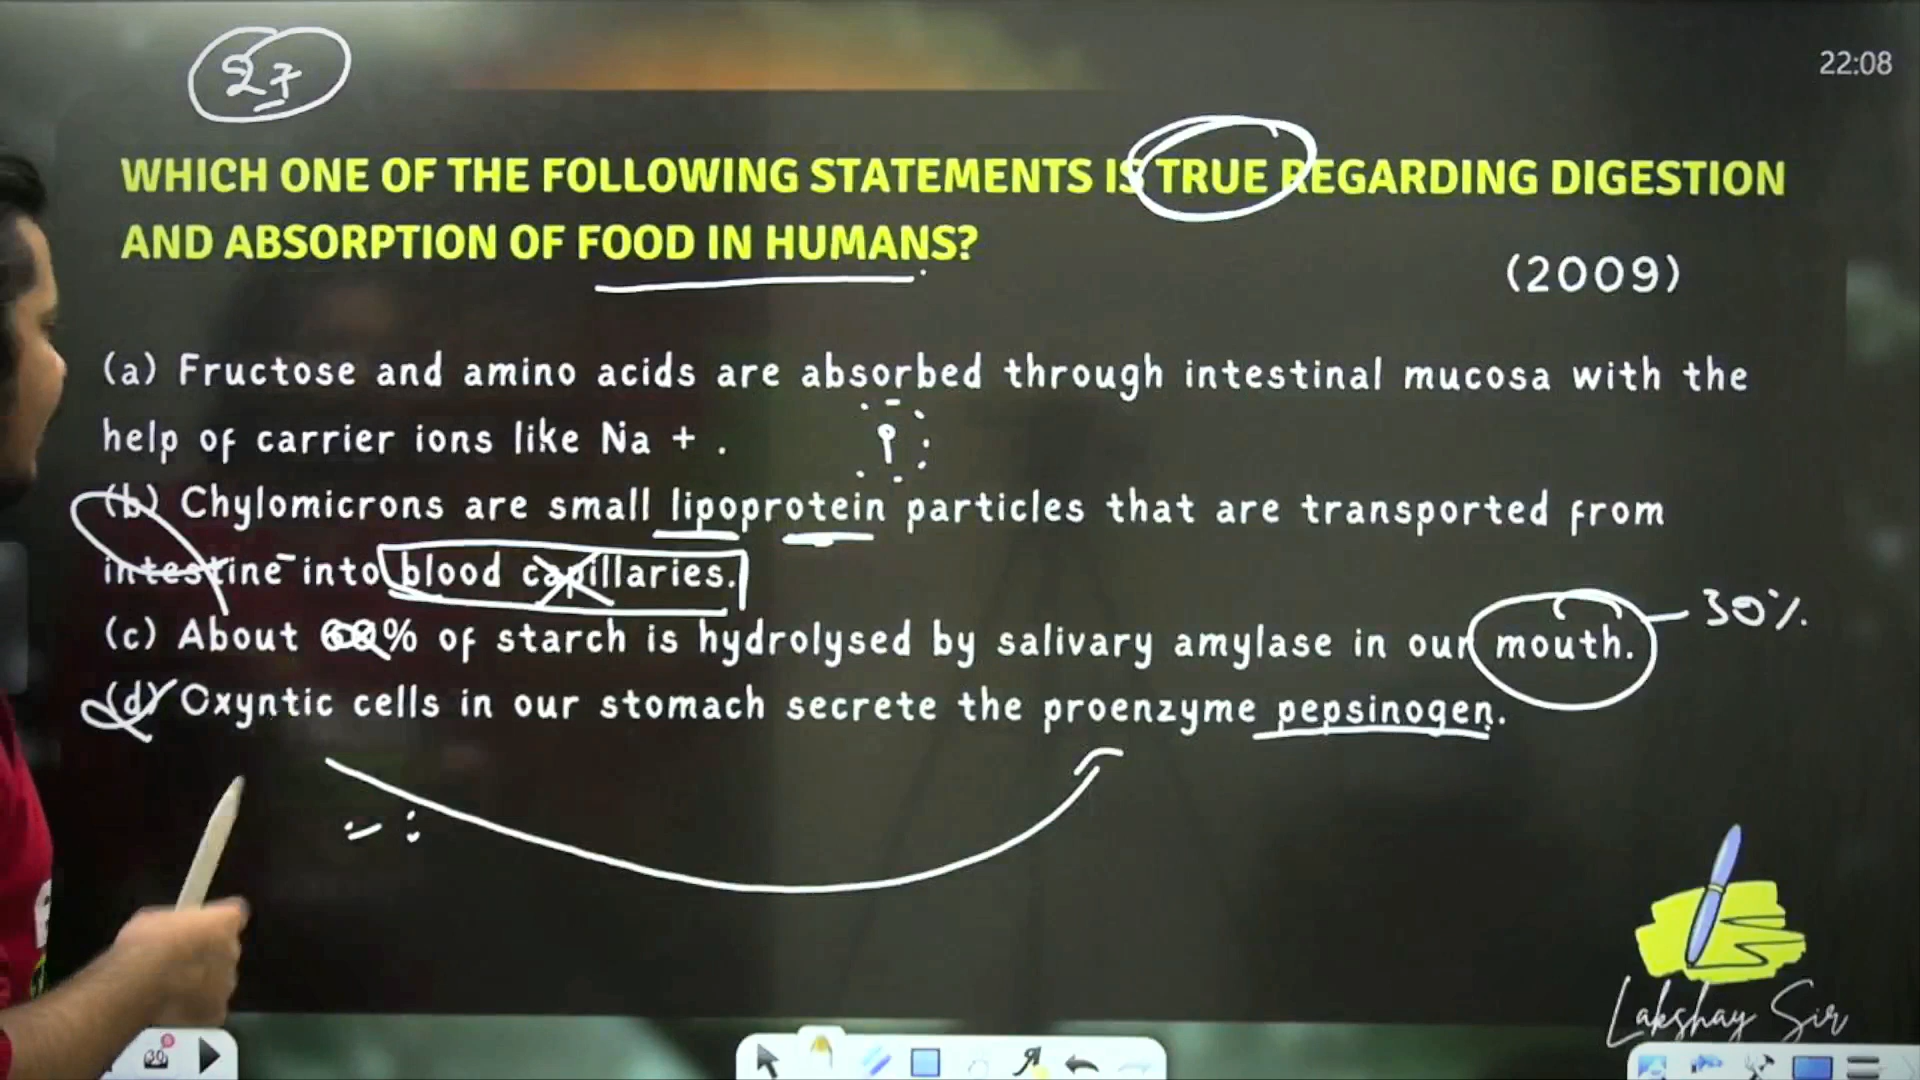 27
22:08
WHICH ONE OF THE FOLLOWING STATEMENTS IS TRUE REGARDING DIGESTION
AND ABSORPTION OF FOOD IN HUMANS?
(2009)
(a) Fructose and amino acids are absorbed through intestinal mucosa with the
help of carrier ions like Na + .
(b) Chylomicrons are small lipoprotein particles that are transported from
intestine into blood capillaries.
(c) About 60% of starch is hydrolysed by salivary amylase in our mouth.
30%
(d) Oxyntic cells in our stomach secrete the proenzyme pepsinogen.
Lakshay Sir